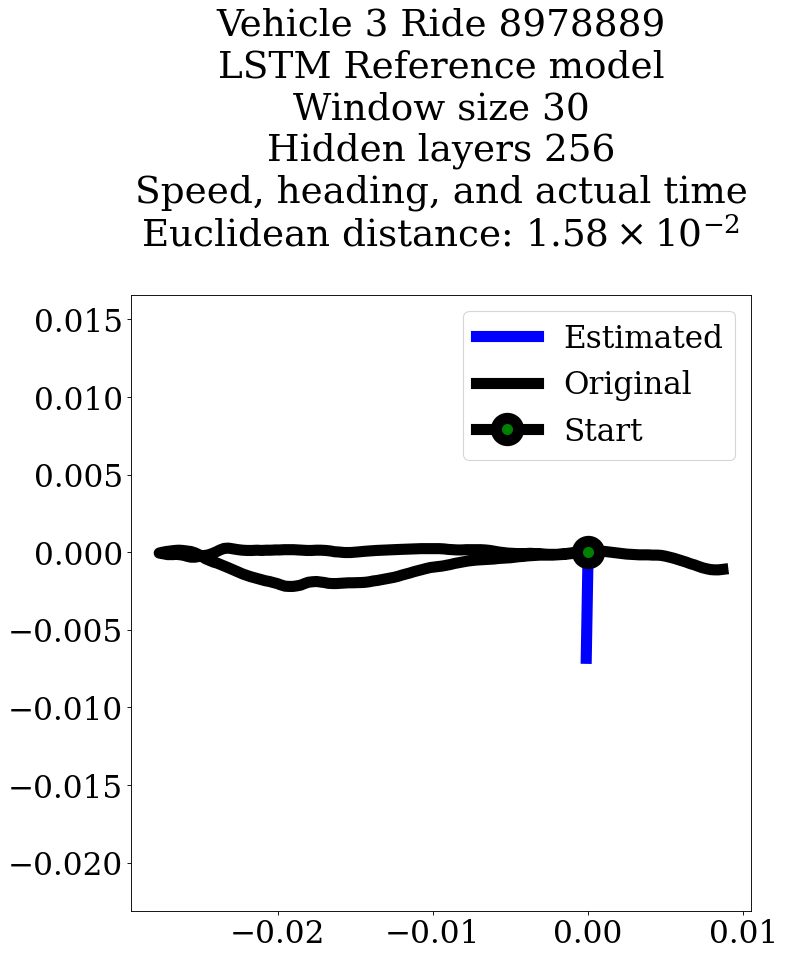 Vehicle 3 Ride 8978889
LSTM Reference model
Window size 30
Hidden layers 256
Speed, heading, and actual time
Euclidean distance: 1.58 × 10⁻²
Estimated
Original
Start
0.015
0.010
0.005
0.000
−0.005
−0.010
−0.015
−0.020
−0.02 −0.01 0.00 0.01